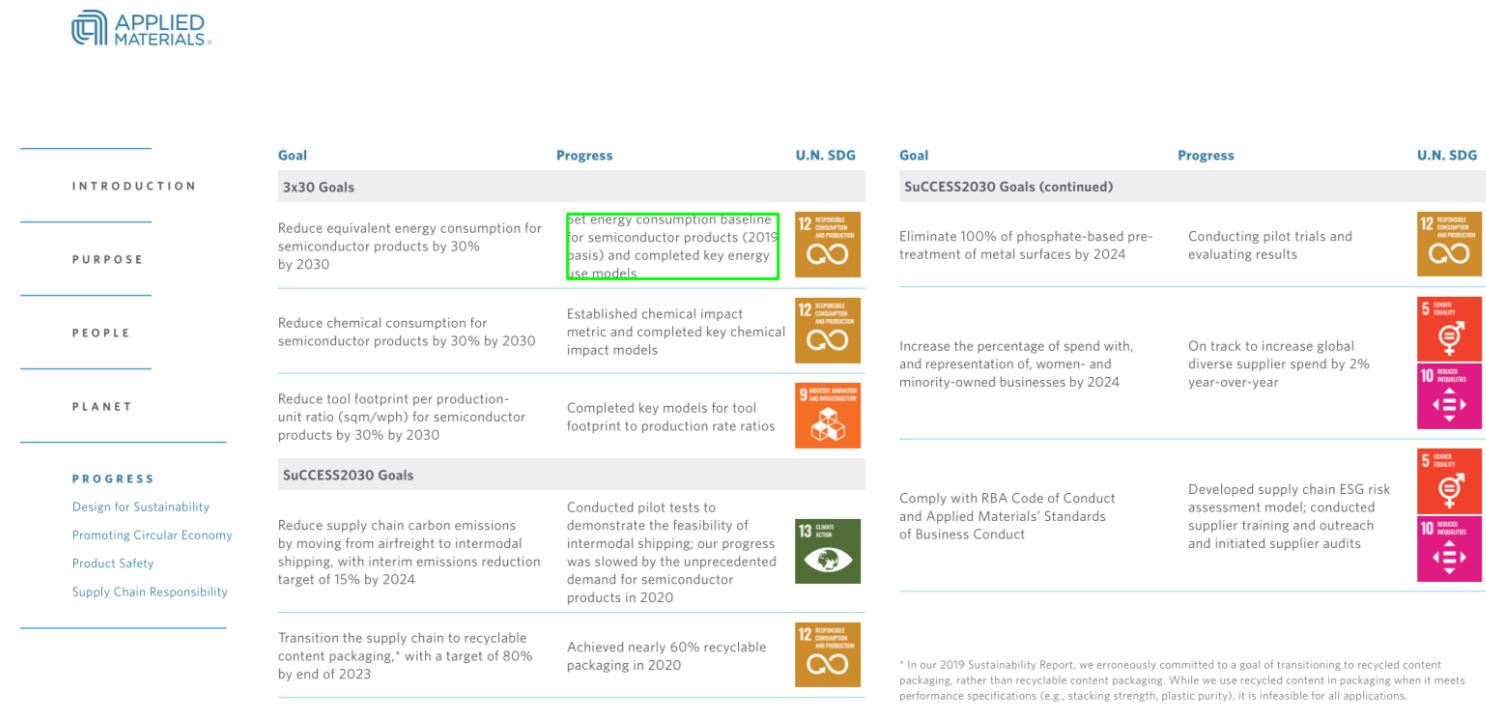 APPLIED
MATERIALS®
INTRODUCTION
PURPOSE
PEOPLE
PLANET
PROGRESS
Design for Sustainability
Promoting Circular Economy
Product Safety
Supply Chain Responsibility
Goal Progress U.N. SDG
3x30 Goals
Reduce equivalent energy consumption for
semiconductor products by 30%
by 2030
Set energy consumption baseline
for semiconductor products (2019
basis) and completed key energy
use models
12 RESPONSIBLE
CONSUMPTION
AND PRODUCTION
Reduce chemical consumption for
semiconductor products by 30% by 2030
Established chemical impact
metric and completed key chemical
impact models
12 RESPONSIBLE
CONSUMPTION
AND PRODUCTION
Reduce tool footprint per production-
unit ratio (sqm/wph) for semiconductor
products by 30% by 2030
Completed key models for tool
footprint to production rate ratios
9 INDUSTRY, INNOVATION
AND INFRASTRUCTURE
SuCCESS2030 Goals
Reduce supply chain carbon emissions
by moving from airfreight to intermodal
shipping, with interim emissions reduction
target of 15% by 2024
Conducted pilot tests to
demonstrate the feasibility of
intermodal shipping; our progress
was slowed by the unprecedented
demand for semiconductor
products in 2020
13 CLIMATE
ACTION
Transition the supply chain to recyclable
content packaging,* with a target of 80%
by end of 2023
Achieved nearly 60% recyclable
packaging in 2020
12 RESPONSIBLE
CONSUMPTION
AND PRODUCTION
Goal Progress U.N. SDG
SuCCESS2030 Goals (continued)
Eliminate 100% of phosphate-based pre-
treatment of metal surfaces by 2024
Conducting pilot trials and
evaluating results
12 RESPONSIBLE
CONSUMPTION
AND PRODUCTION
Increase the percentage of spend with,
and representation of, women- and
minority-owned businesses by 2024
On track to increase global
diverse supplier spend by 2%
year-over-year
5 GENDER
EQUALITY
10 REDUCED
INEQUALITIES
Comply with RBA Code of Conduct
and Applied Materials' Standards
of Business Conduct
Developed supply chain ESG risk
assessment model; conducted
supplier training and outreach
and initiated supplier audits
5 GENDER
EQUALITY
10 REDUCED
INEQUALITIES
* In our 2019 Sustainability Report, we erroneously committed to a goal of transitioning to recycled content
packaging, rather than recyclable content packaging. While we use recycled content in packaging when it meets
performance specifications (e.g., stacking strength, plastic purity), it is infeasible for all applications.